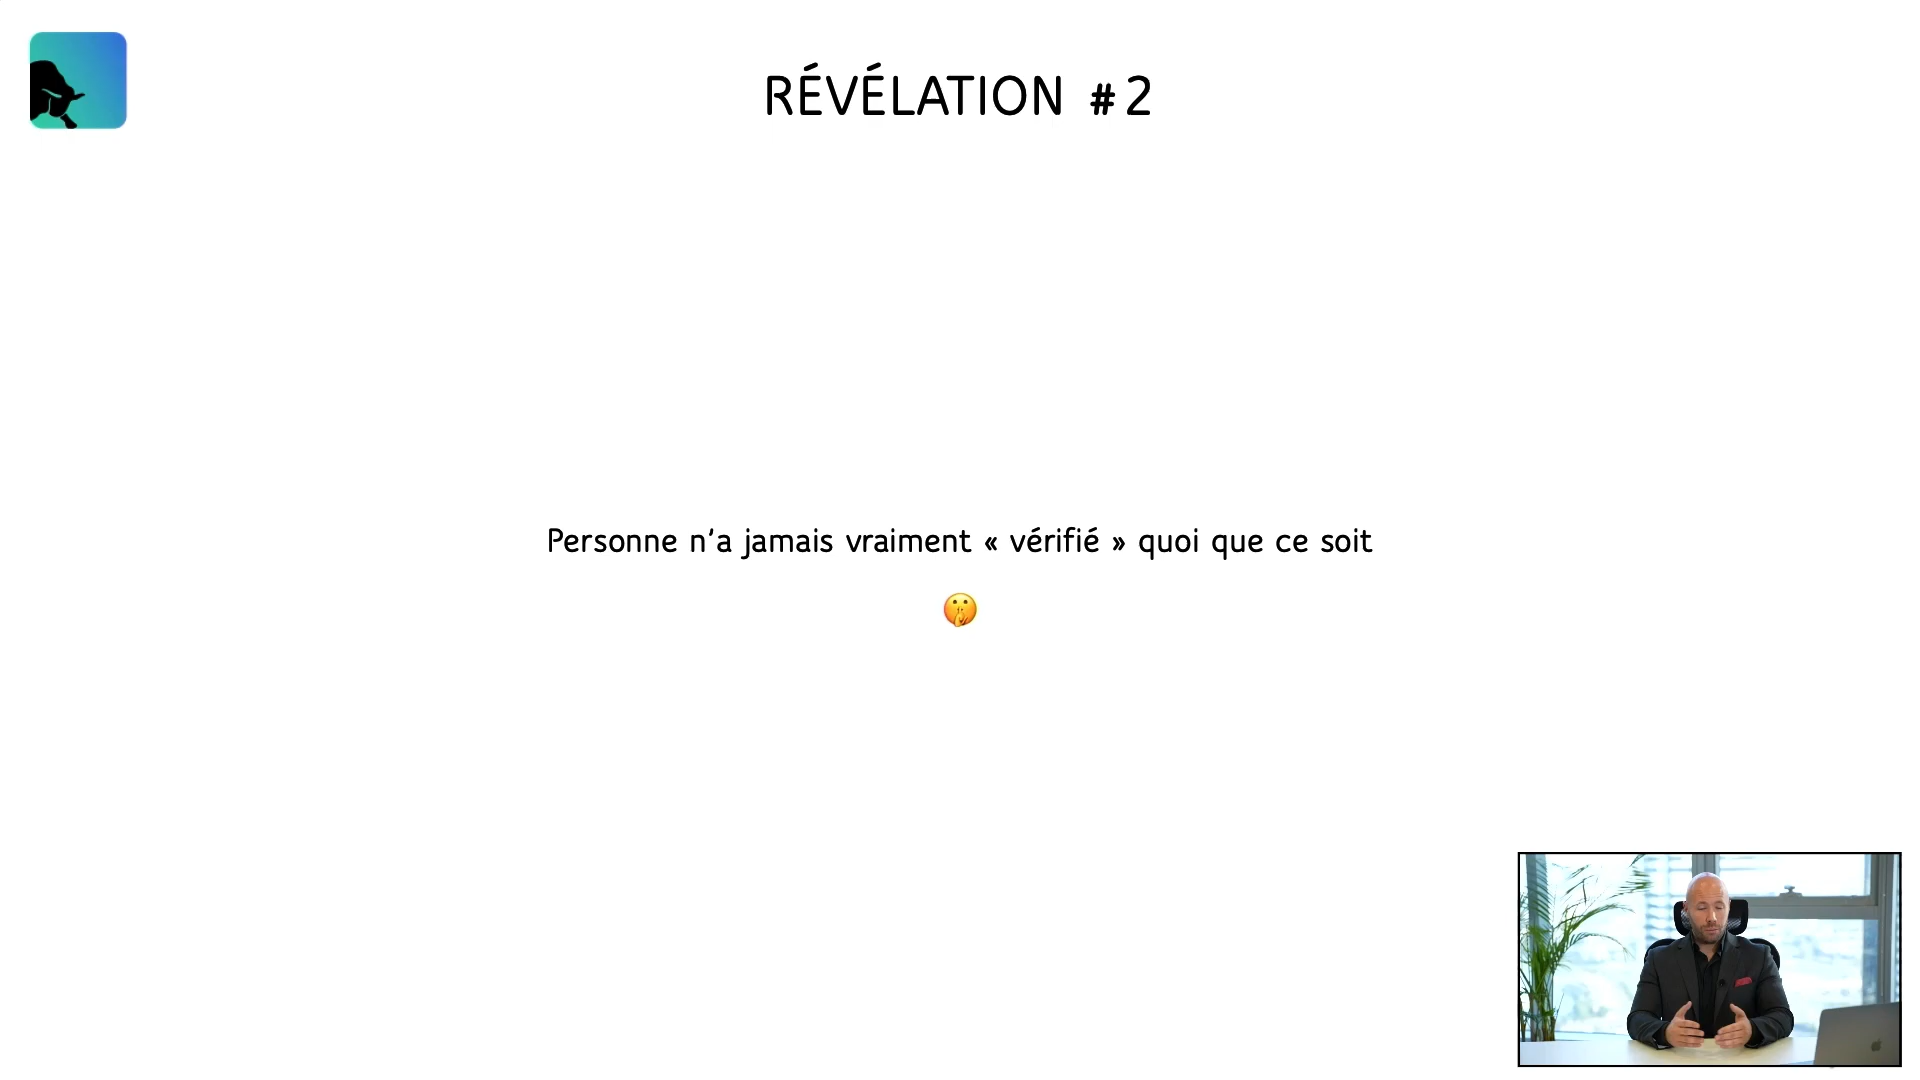 RÉVÉLATION #2
Personne n’a jamais vraiment « vérifié » quoi que ce soit